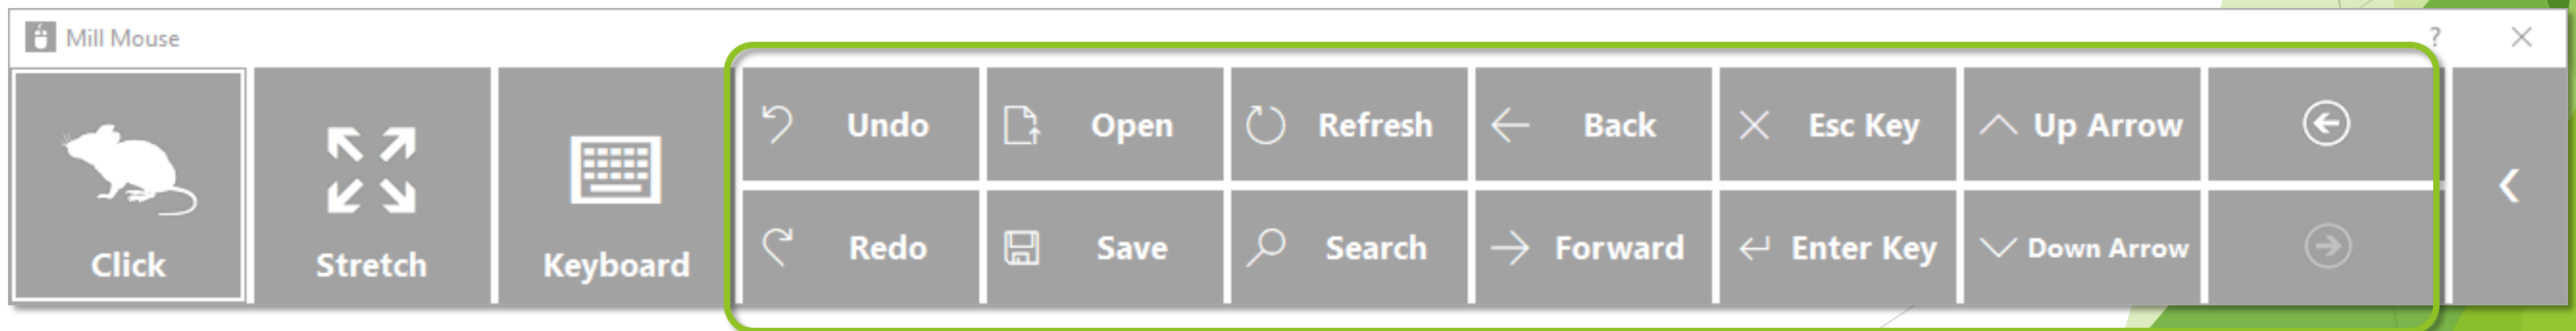 Mill Mouse ?
Undo Open Refresh Back Esc Key Up Arrow
Redo Save Search Forward Enter Key Down Arrow
Click Stretch Keyboard